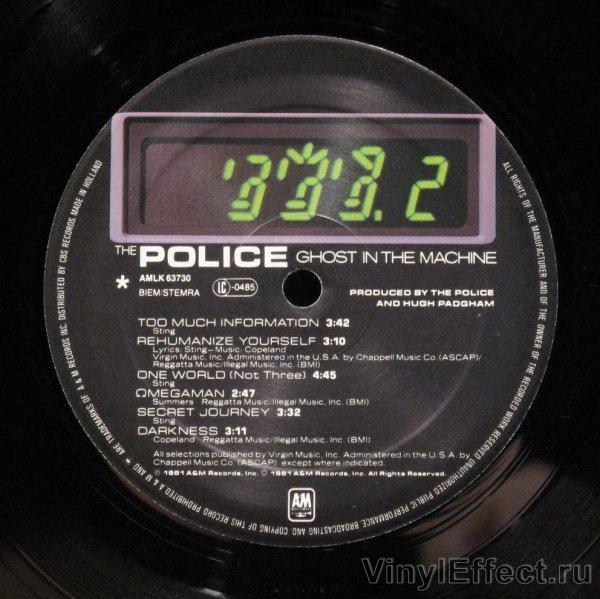 .2
THE POLICE GHOST IN THE MACHINE
* AMLK 63730
BIEM/STEMRA
LC-0485
PRODUCED BY THE POLICE
AND HUGH PADGHAM
TOO MUCH INFORMATION 3:42
Sting
REHUMANIZE YOURSELF 3:10
Lyrics: Sting-Music, Copeland
Virgin Music, Inc. Administered in the U.S.A. by Chappell Music Co. (ASCAP)/
Reggatta Music/Illegal Music, Inc. (BMI)
ONE WORLD (Not Three) 4:45
Sting
ΩMEGAMAN 2:47
Summers Reggatta Music/Illegal Music, Inc. (BMI)
SECRET JOURNEY 3:32
Sting
DARKNESS 3:11
Copeland Reggatta Music/Illegal Music, Inc. (BMI)
All selections published by Virgin Music, Inc. Administered in the U.S.A. by
Chappell Music Co. (ASCAP) except where indicated.
℗ 1981 A&M Records, Inc. © 1981 A&M Records, Inc. All Rights Reserved.
A&M
RECORDS
ALL RIGHTS OF THE MANUFACTURER AND OF THE OWNER OF THE RECORDED WORK RESERVED UNAUTHORIZED PUBLIC PERFORMANCE, BROADCASTING AND COPYING OF THIS RECORD PROHIBITED A & M AND ® ARE TRADEMARKS OF A & M RECORDS INC. DISTRIBUTED BY CBS RECORDS MADE IN HOLLAND
VinylEffect.ru